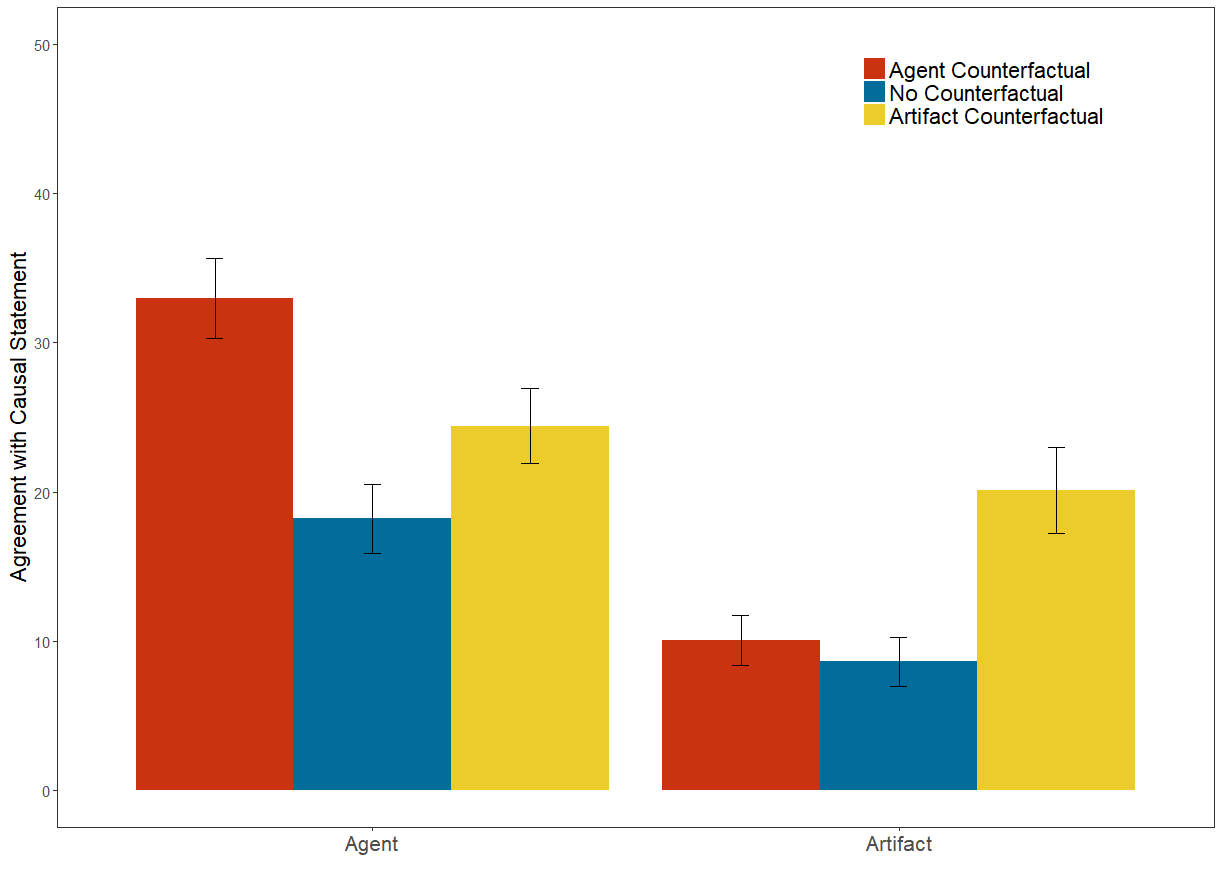 Agreement with Causal Statement
50
40
30
20
10
0
Agent Counterfactual
No Counterfactual
Artifact Counterfactual
Agent
Artifact